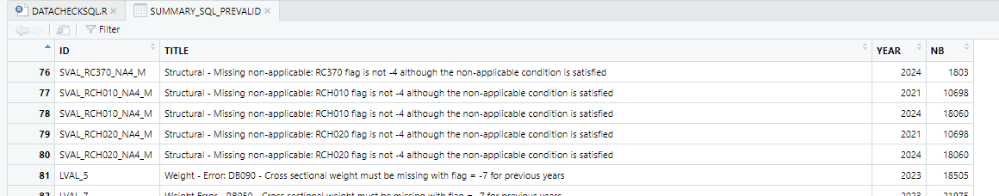 DATACHECKSQL.R SUMMARY_SQL_PREVALID
Filter
ID TITLE YEAR NB
76 SVAL_RC370_NA4_M Structural - Missing non-applicable: RC370 flag is not -4 although the non-applicable condition is satisfied 2024 1803
77 SVAL_RCH010_NA4_M Structural - Missing non-applicable: RCH010 flag is not -4 although the non-applicable condition is satisfied 2021 10698
78 SVAL_RCH010_NA4_M Structural - Missing non-applicable: RCH010 flag is not -4 although the non-applicable condition is satisfied 2024 18060
79 SVAL_RCH020_NA4_M Structural - Missing non-applicable: RCH020 flag is not -4 although the non-applicable condition is satisfied 2021 10698
80 SVAL_RCH020_NA4_M Structural - Missing non-applicable: RCH020 flag is not -4 although the non-applicable condition is satisfied 2024 18060
81 LVAL_5 Weight - Error: DB090 - Cross sectional weight must be missing with flag = -7 for previous years 2023 18505
82 LVAL_7 Weight Error - RB050 - Cross sectional weight must be missing with flag = -7 for previous years 2023 21975